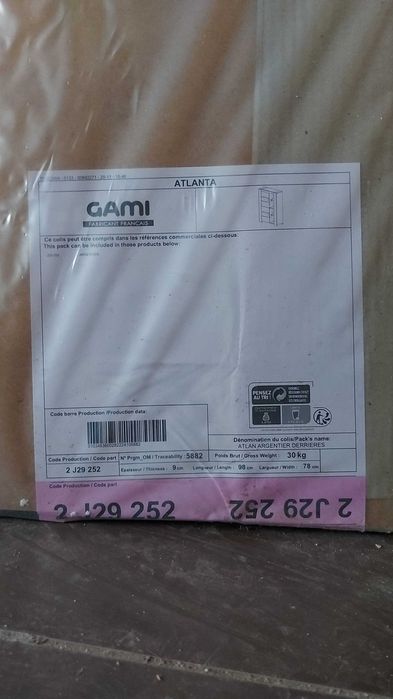 ATLANTA
GAMI
FABRICANT FRANÇAIS
Ce colis peut être compris dans les références commerciales ci-dessous:
This pack can be included in those products below:
PENSEZ
AU TRI !
Code barre Production /Production data:
Dénomination du colis/Pack's name:
ATLAN ARGENTIER DERRIERES
Code Production / Code part N° Prgm_OM / Traceability : 5882 Poids Brut / Gross Weight : 30 kg
2 J29 252 Epaisseur / Thickness : 9 cm Longueur / Length : 98 cm Largueur / Width : 78 cm
Code Production / Code part
2 J29 252 2 J29 252